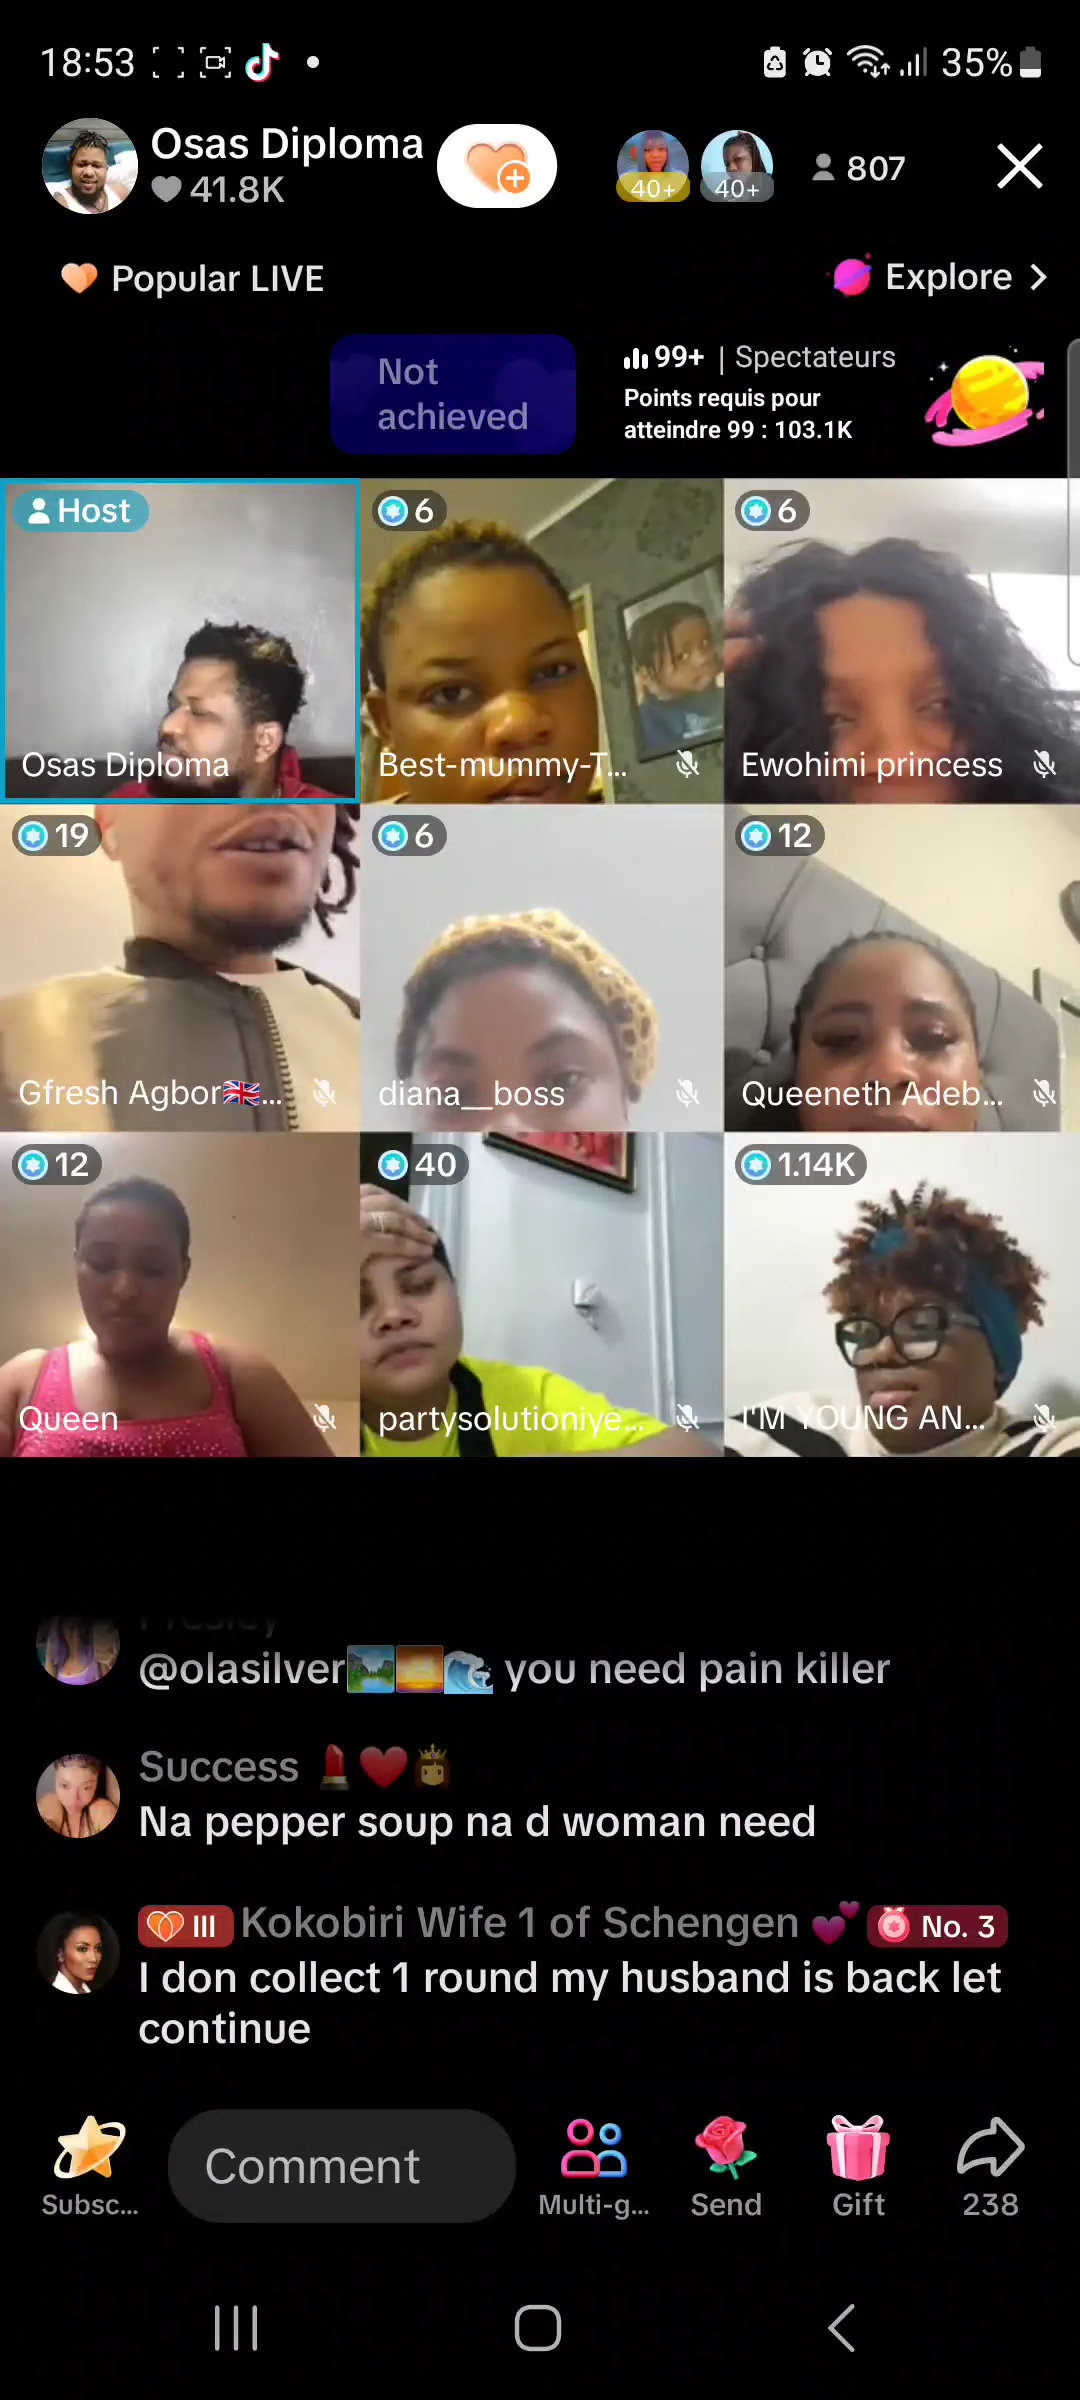 18:53 35%
Osas Diploma
41.8K
40+ 40+ 807
Popular LIVE Explore
Not
achieved
99+ | Spectateurs
Points requis pour
atteindre 99 : 103.1K
Host 6 6
Osas Diploma Best-mummy-T... Ewohimi princess
19 6 12
Gfresh Agbor🇬🇧... diana__boss Queeneth Adeb...
12 40 1.14K
Queen partysolutioniye... I'M YOUNG AN...
Presley
@olasilver🏞️🌅🌊 you need pain killer
Success 💄❤️👸
Na pepper soup na d woman need
III Kokobiri Wife 1 of Schengen 💕 No. 3
I don collect 1 round my husband is back let
continue
Comment
Subsc... Multi-g... Send Gift 238